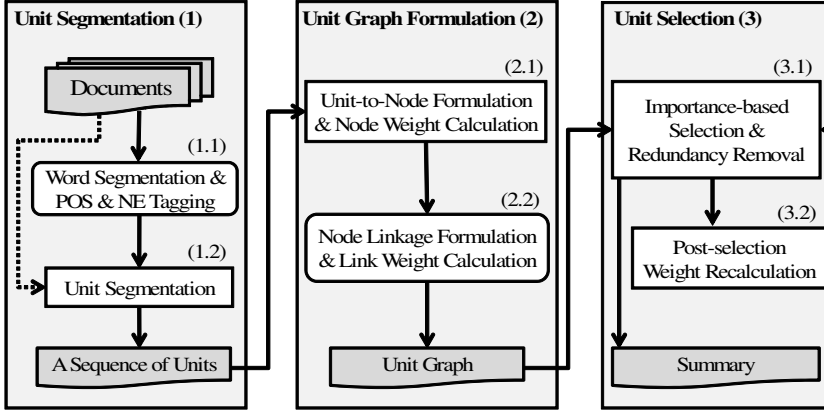 Unit Segmentation (1)
Documents
(1.1)
Word Segmentation &
POS & NE Tagging
(1.2)
Unit Segmentation
A Sequence of Units
Unit Graph Formulation (2)
(2.1)
Unit-to-Node Formulation
& Node Weight Calculation
(2.2)
Node Linkage Formulation
& Link Weight Calculation
Unit Graph
Unit Selection (3)
(3.1)
Importance-based
Selection &
Redundancy Removal
(3.2)
Post-selection
Weight Recalculation
Summary